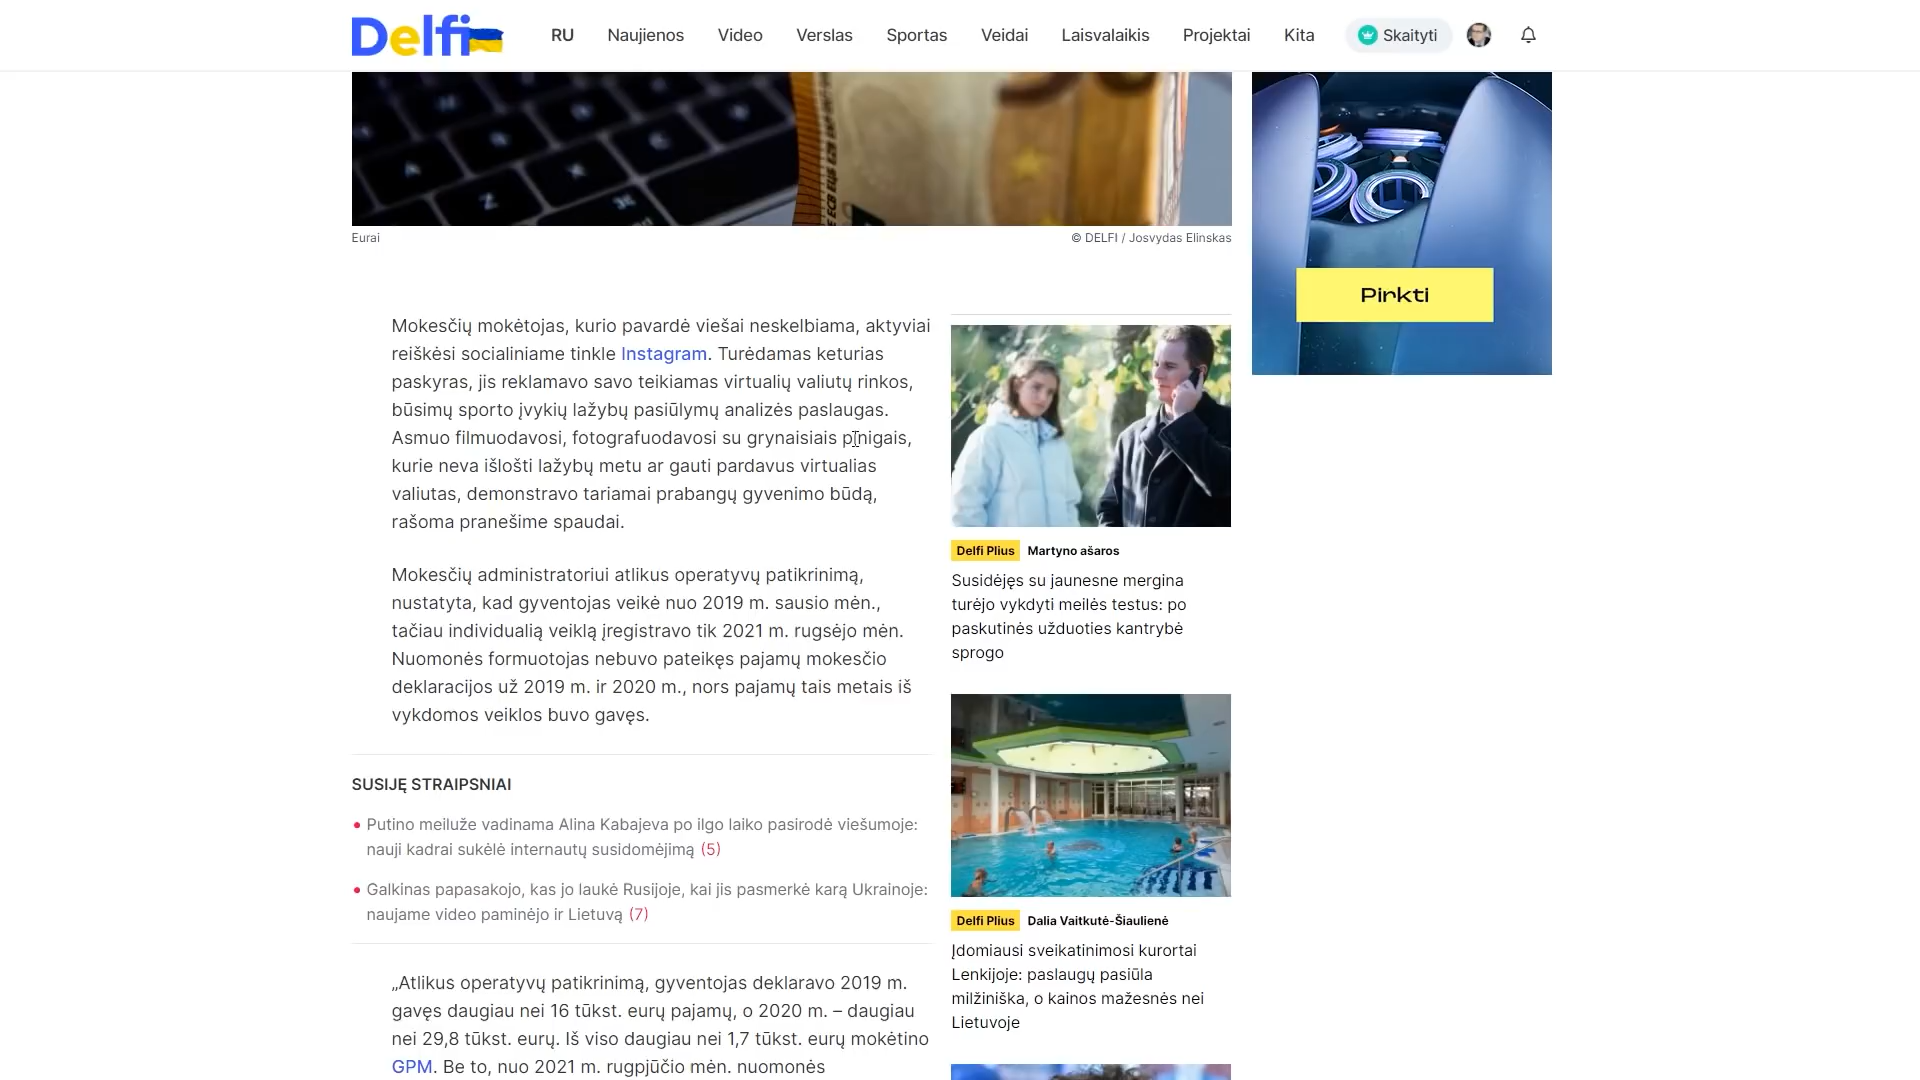 Delfi
RU
Naujienos
Video
Verslas
Sportas
Veidai
Laisvalaikis
Projektai
Kita
Skaityti
Eurai
© DELFI / Josvydas Elinskas
Pirkti
Mokesčių mokėtojas, kurio pavardė viešai neskelbiama, aktyviai
reiškėsi socialiniame tinkle Instagram. Turėdamas keturias
paskyras, jis reklamavo savo teikiamas virtualių valiutų rinkos,
būsimų sporto įvykių lažybų pasiūlymų analizės paslaugas.
Asmuo filmuodavosi, fotografuodavosi su grynaisiais pinigais,
kurie neva išlošti lažybų metu ar gauti pardavus virtualias
valiutas, demonstravo tariamai prabangų gyvenimo būdą,
rašoma pranešime spaudai.
Mokesčių administratoriui atlikus operatyvų patikrinimą,
nustatyta, kad gyventojas veikė nuo 2019 m. sausio mėn.,
tačiau individualią veiklą įregistravo tik 2021 m. rugsėjo mėn.
Nuomonės formuotojas nebuvo pateikęs pajamų mokesčio
deklaracijos už 2019 m. ir 2020 m., nors pajamų tais metais iš
vykdomos veiklos buvo gavęs.
SUSIJĘ STRAIPSNIAI
Putino meiluže vadinama Alina Kabajeva po ilgo laiko pasirodė viešumoje:
nauji kadrai sukėlė internautų susidomėjimą (5)
Galkinas papasakojo, kas jo laukė Rusijoje, kai jis pasmerkė karą Ukrainoje:
naujame video paminėjo ir Lietuvą (7)
„Atlikus operatyvų patikrinimą, gyventojas deklaravo 2019 m.
gavęs daugiau nei 16 tūkst. eurų pajamų, o 2020 m. – daugiau
nei 29,8 tūkst. eurų. Iš viso daugiau nei 1,7 tūkst. eurų mokėtino
GPM. Be to, nuo 2021 m. rugpjūčio mėn. nuomonės
Delfi Plius Martyno ašaros
Susidėjęs su jaunesne mergina
turėjo vykdyti meilės testus: po
paskutinės užduoties kantrybė
sprogo
Delfi Plius Dalia Vaitkutė-Šiaulienė
Įdomiausi sveikatinimosi kurortai
Lenkijoje: paslaugų pasiūla
milžiniška, o kainos mažesnės nei
Lietuvoje